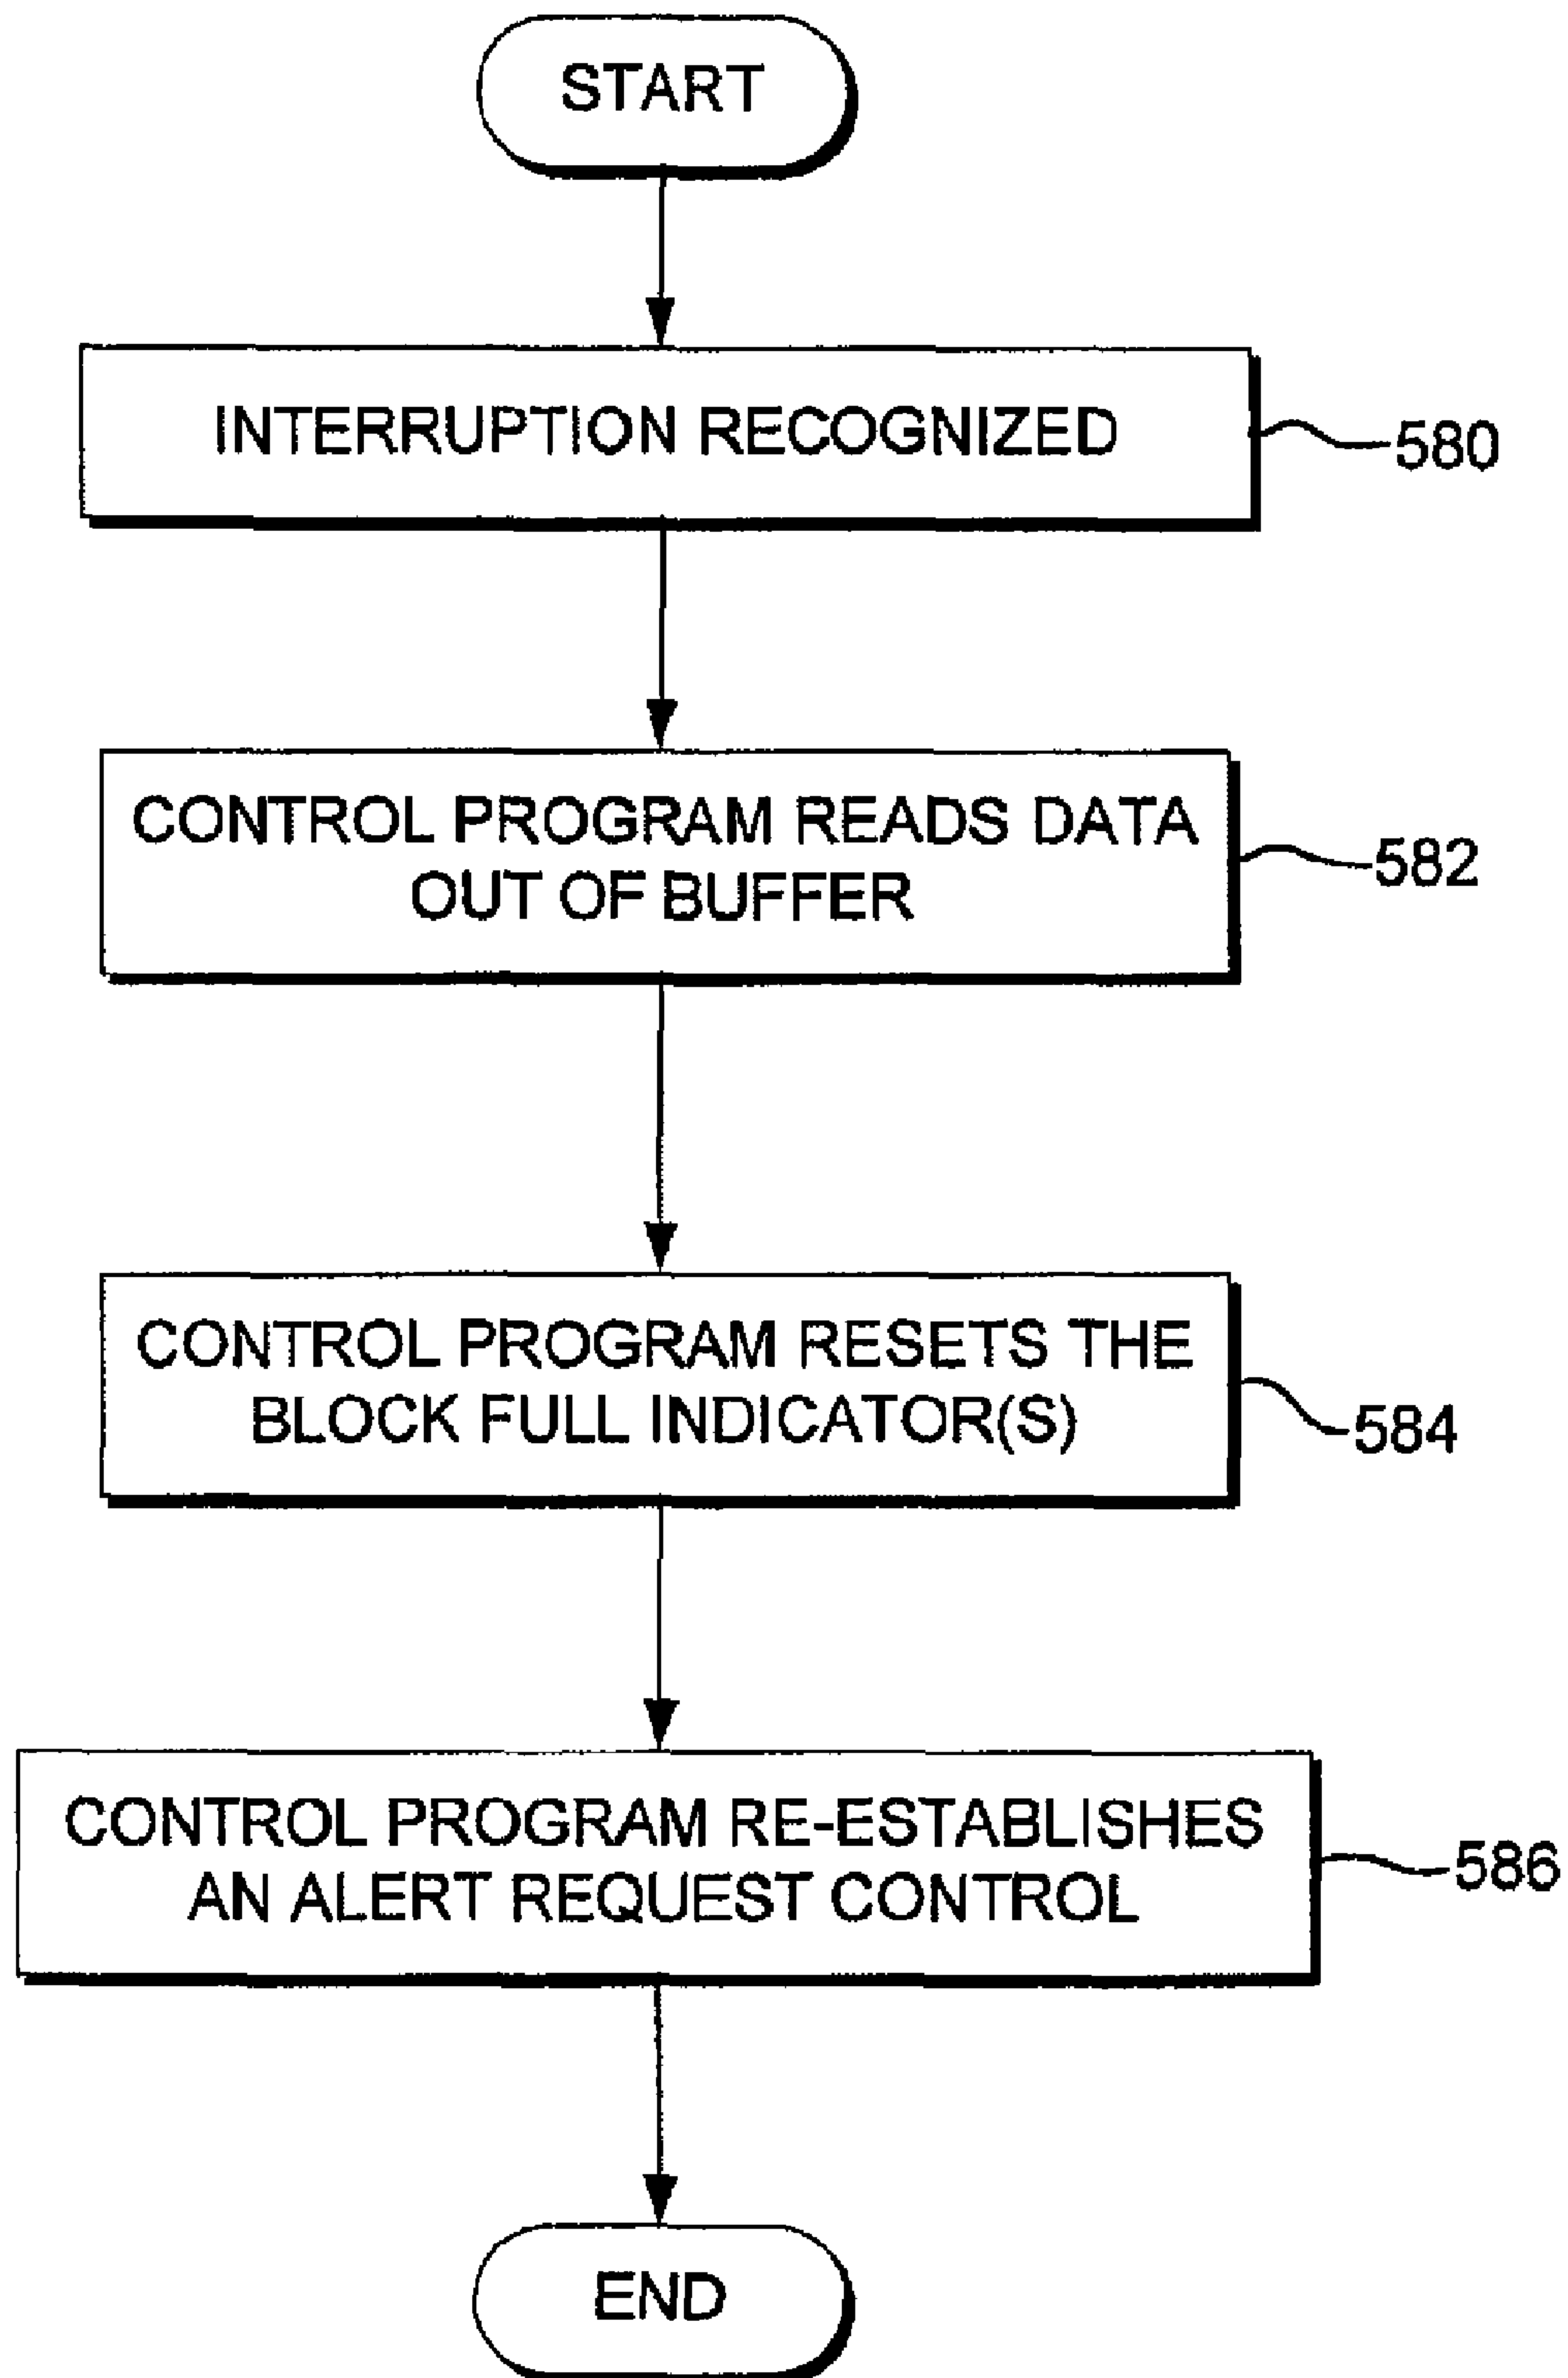 START
INTERRUPTION RECOGNIZED
580
CONTROL PROGRAM READS DATA
OUT OF BUFFER
582
CONTROL PROGRAM RESETS THE
BLOCK FULL INDICATOR(S)
584
CONTROL PROGRAM RE-ESTABLISHES
AN ALERT REQUEST CONTROL
586
END